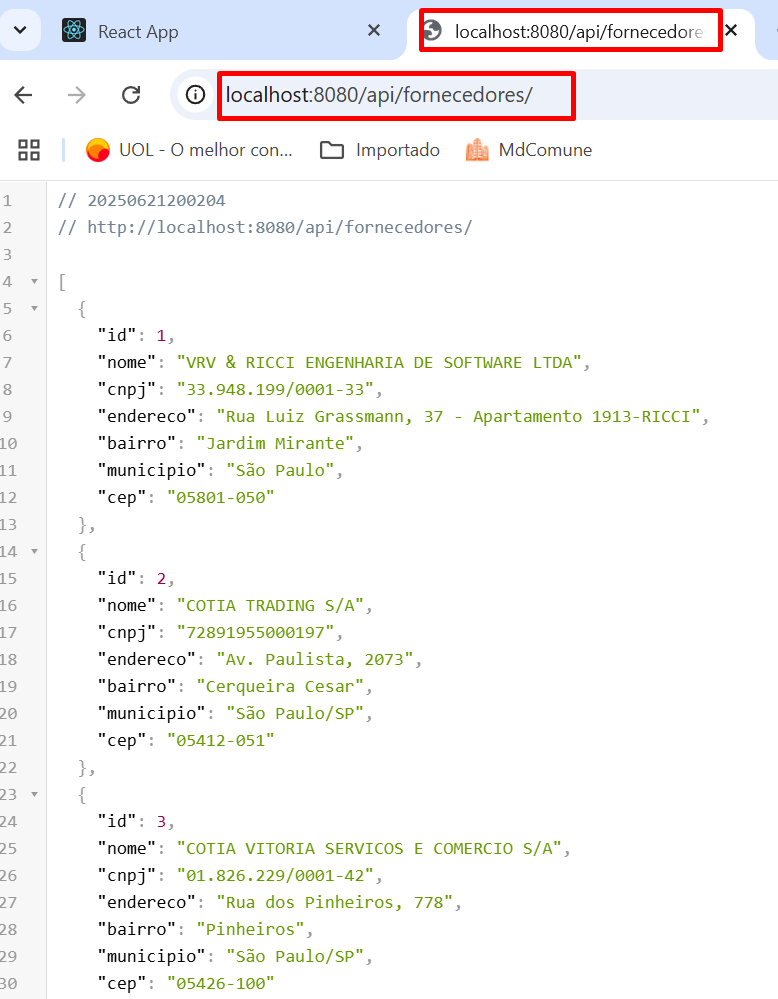 React App
localhost:8080/api/fornecedore
localhost:8080/api/fornecedores/
UOL - O melhor con...
Importado
MdComune
1 // 20250621200204
2 // http://localhost:8080/api/fornecedores/
3
4 [
5 {
6 "id": 1,
7 "nome": "VRV & RICCI ENGENHARIA DE SOFTWARE LTDA",
8 "cnpj": "33.948.199/0001-33",
9 "endereco": "Rua Luiz Grassmann, 37 - Apartamento 1913-RICCI",
10 "bairro": "Jardim Mirante",
11 "municipio": "São Paulo",
12 "cep": "05801-050"
13 },
14 {
15 "id": 2,
16 "nome": "COTIA TRADING S/A",
17 "cnpj": "72891955000197",
18 "endereco": "Av. Paulista, 2073",
19 "bairro": "Cerqueira Cesar",
20 "municipio": "São Paulo/SP",
21 "cep": "05412-051"
22 },
23 {
24 "id": 3,
25 "nome": "COTIA VITORIA SERVICOS E COMERCIO S/A",
26 "cnpj": "01.826.229/0001-42",
27 "endereco": "Rua dos Pinheiros, 778",
28 "bairro": "Pinheiros",
29 "municipio": "São Paulo/SP",
30 "cep": "05426-100"